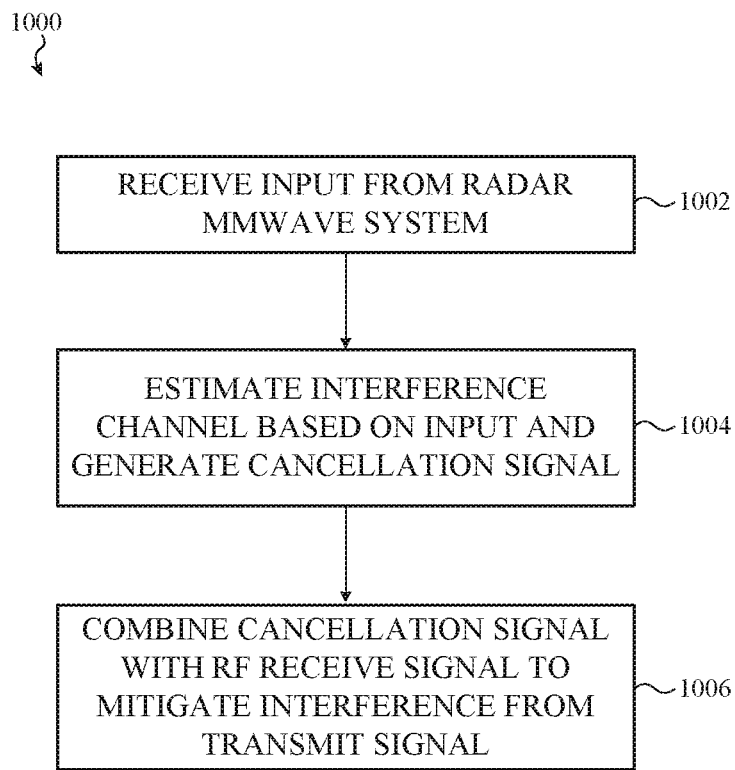 1000
RECEIVE INPUT FROM RADAR
MMWAVE SYSTEM
1002
ESTIMATE INTERFERENCE
CHANNEL BASED ON INPUT AND
GENERATE CANCELLATION SIGNAL
1004
COMBINE CANCELLATION SIGNAL
WITH RF RECEIVE SIGNAL TO
MITIGATE INTERFERENCE FROM
TRANSMIT SIGNAL
1006